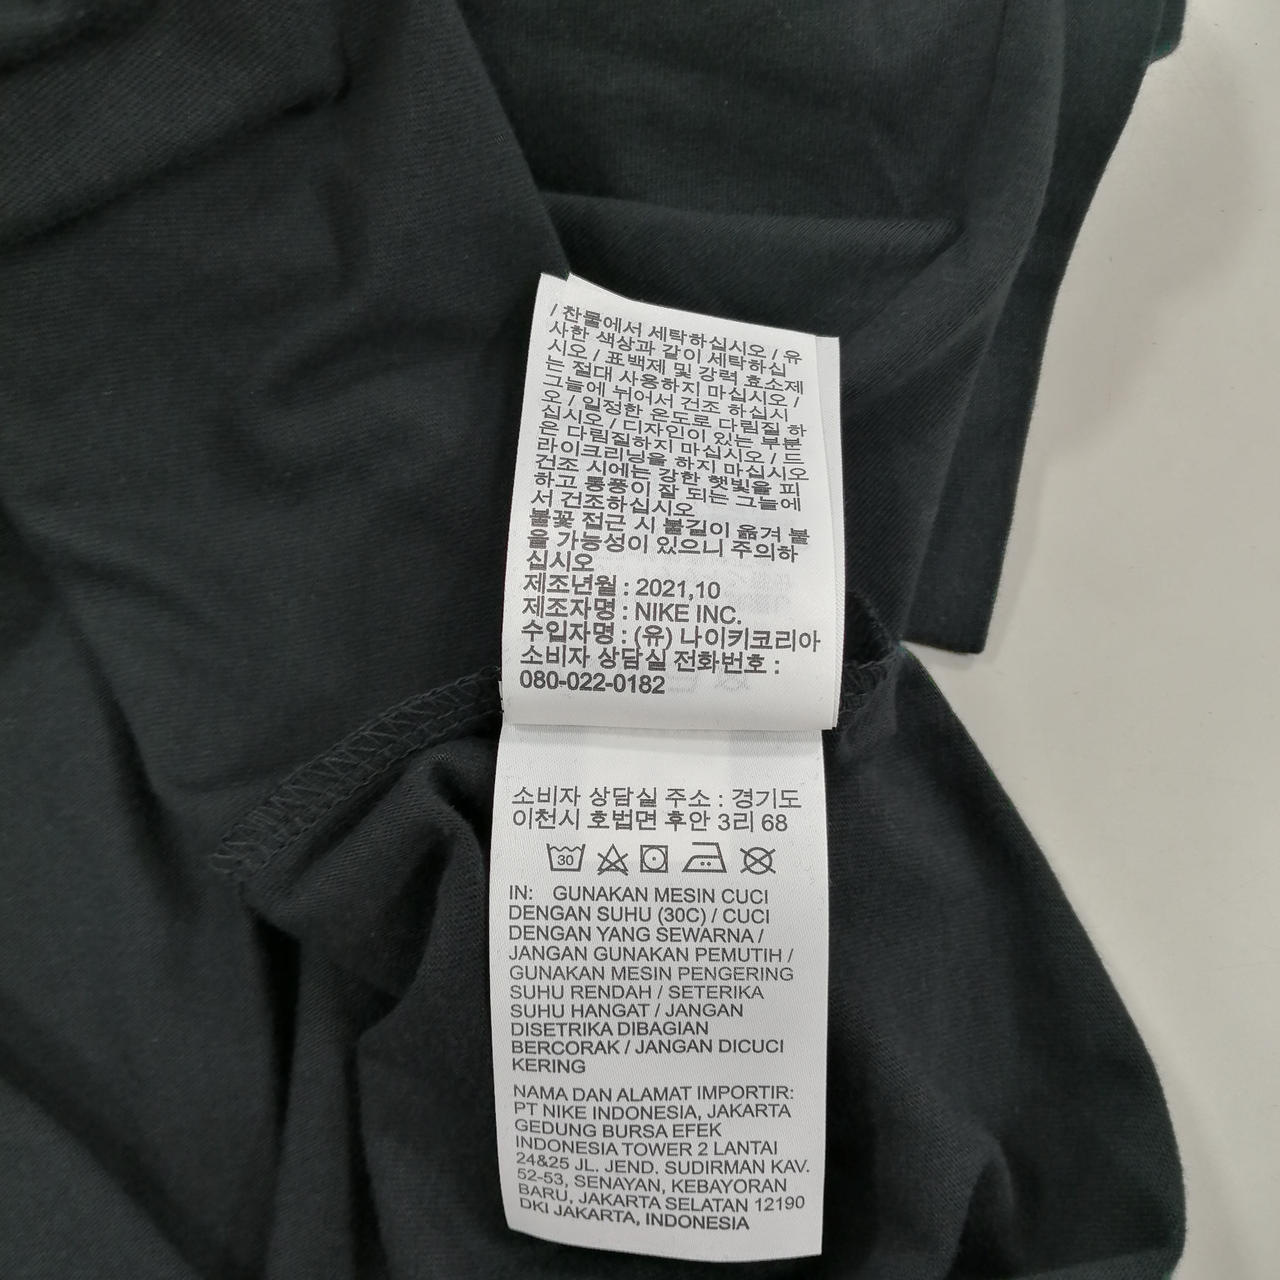 / 찬물에서 세탁하십시오 / 유
사한 색상과 같이 세탁하십
시오 / 표백제 및 강력 효소제
는 절대 사용하지 마십시오 /
그늘에 뉘어서 건조 하십시
오 / 일정한 온도로 다림질 하
십시오 / 디자인이 있는 부분
은 다림질하지 마십시오 / 드
라이크리닝을 하지 마십시오
건조 시에는 강한 햇빛을 피
하고 통풍이 잘 되는 그늘에
서 건조하십시오
불꽃 접근 시 불길이 옮겨 붙
을 가능성이 있으니 주의하
십시오
제조년월 : 2021,10
제조자명 : NIKE INC.
수입자명 : (유) 나이키코리아
소비자 상담실 전화번호 :
080-022-0182
소비자 상담실 주소 : 경기도
이천시 호법면 후안 3리 68
30
IN: GUNAKAN MESIN CUCI
DENGAN SUHU (30C) / CUCI
DENGAN YANG SEWARNA /
JANGAN GUNAKAN PEMUTIH /
GUNAKAN MESIN PENGERING
SUHU RENDAH / SETERIKA
SUHU HANGAT / JANGAN
DISETRIKA DIBAGIAN
BERCORAK / JANGAN DICUCI
KERING
NAMA DAN ALAMAT IMPORTIR:
PT NIKE INDONESIA, JAKARTA
GEDUNG BURSA EFEK
INDONESIA TOWER 2 LANTAI
24&25 JL. JEND. SUDIRMAN KAV.
52-53, SENAYAN, KEBAYORAN
BARU, JAKARTA SELATAN 12190
DKI JAKARTA, INDONESIA